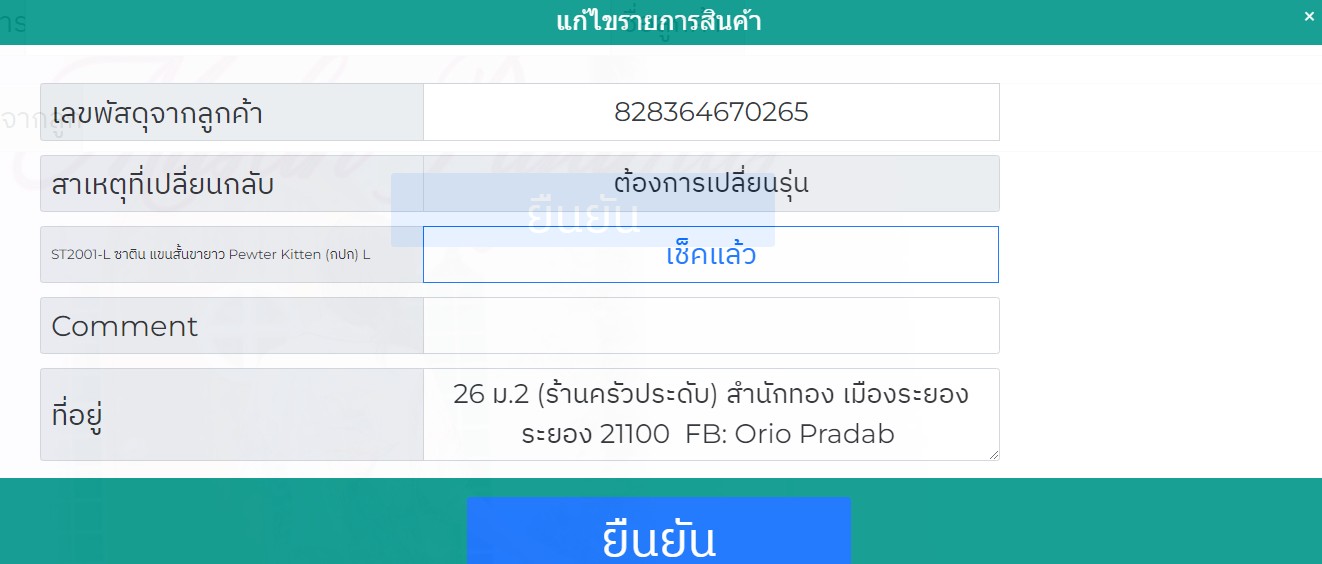 แก้ไขรายการสินค้า
×
เลขพัสดุจากลูกค้า 828364670265
สาเหตุที่เปลี่ยนกลับ ต้องการเปลี่ยนรุ่น
ยืนยัน
ST2001-L ซาติน แขนสั้นขายาว Pewter Kitten (กปก) L เช็คแล้ว
Comment
ที่อยู่ 26 ม.2 (ร้านครัวประดับ) สำนักทอง เมืองระยอง
ระยอง 21100 FB: Orio Pradab
ยืนยัน